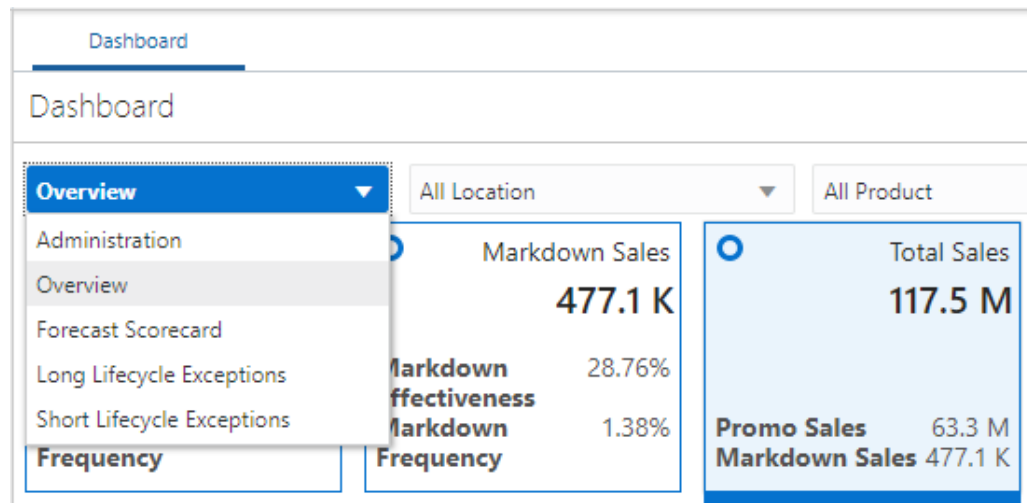 Dashboard
Dashboard
Overview
All Location
All Product
Administration
Overview
Forecast Scorecard
Long Lifecycle Exceptions
Short Lifecycle Exceptions
Frequency
Markdown Sales
477.1 K
28.76%
Markdown 1.38%
Frequency
Total Sales
117.5 M
Promo Sales 63.3 M
Markdown Sales 477.1 K